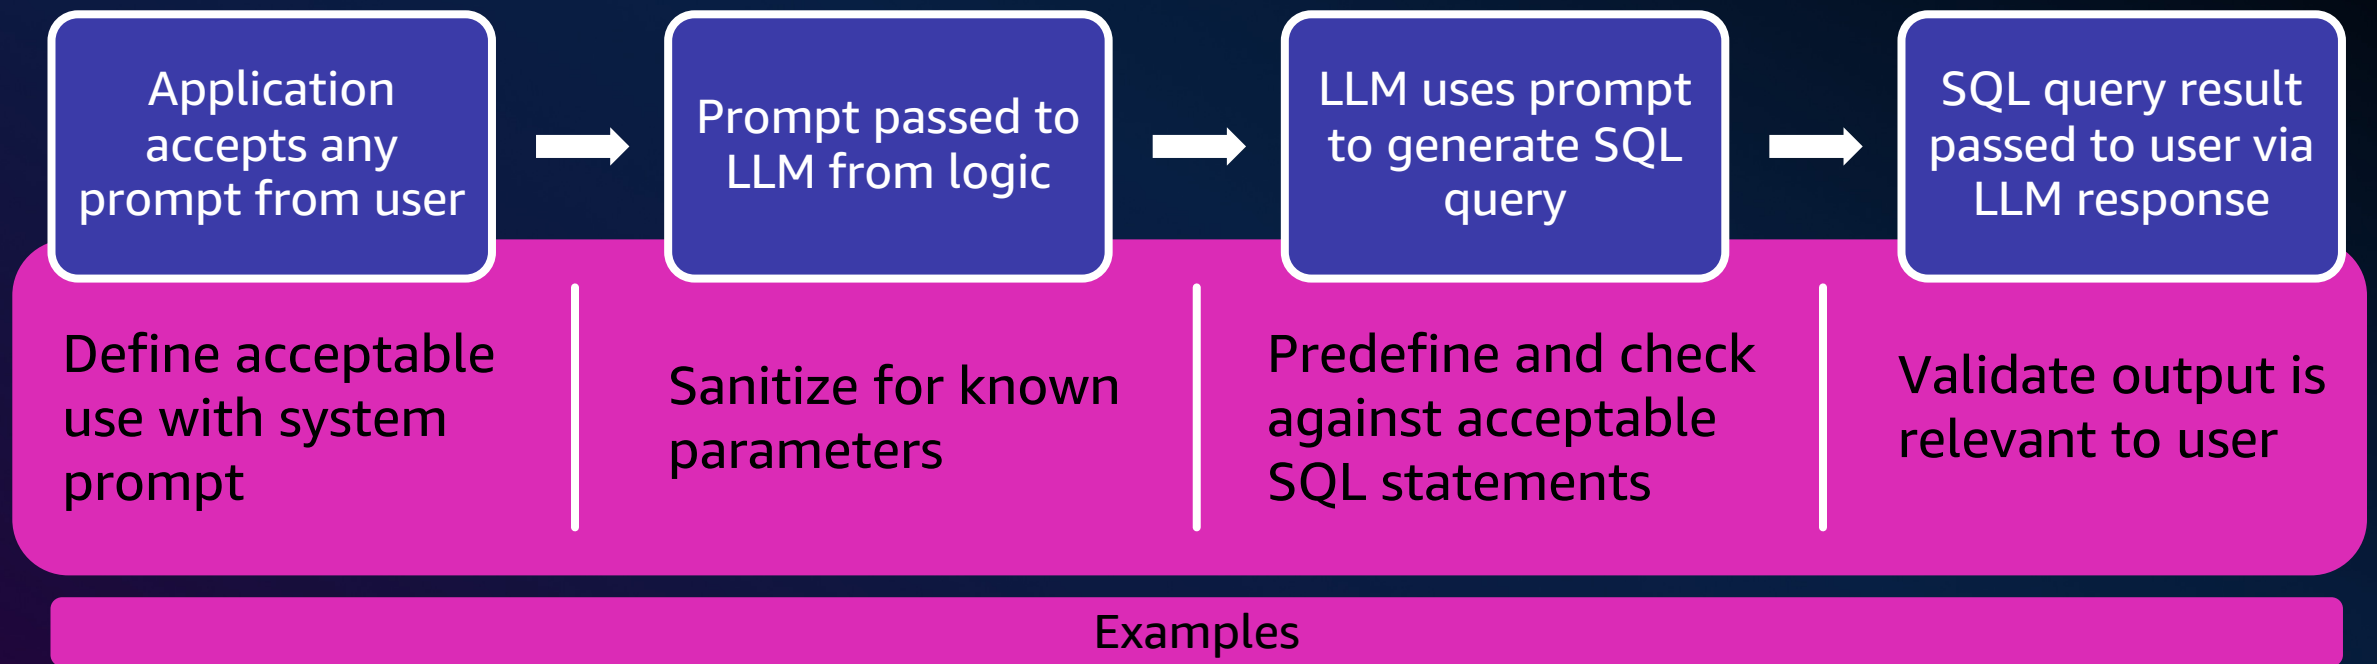 Application
accepts any
prompt from user
Prompt passed to
LLM from logic
LLM uses prompt
to generate SQL
query
SQL query result
passed to user via
LLM response
Define acceptable
use with system
prompt
Sanitize for known
parameters
Predefine and check
against acceptable
SQL statements
Validate output is
relevant to user
Examples